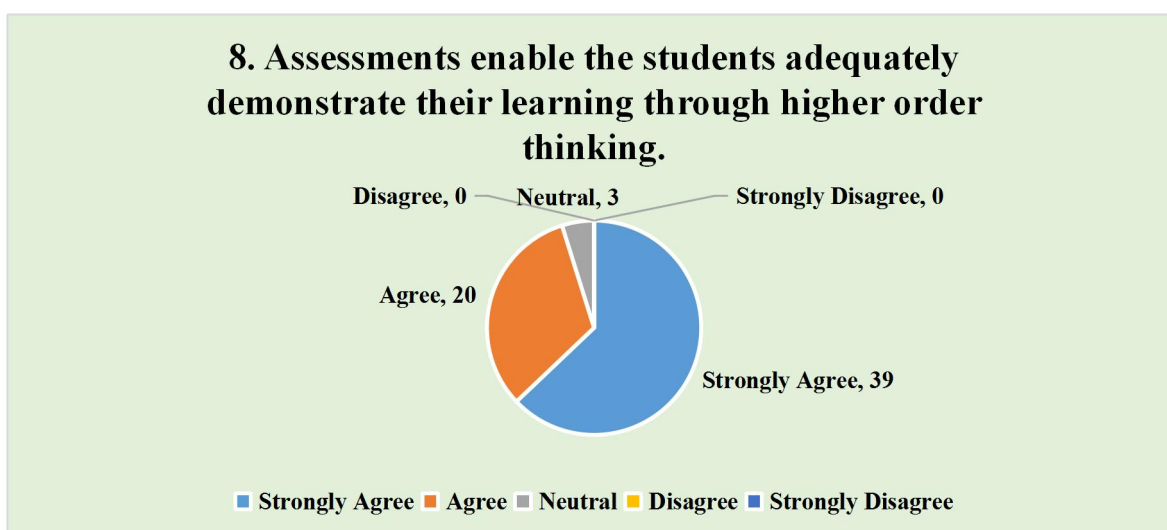 8. Assessments enable the students adequately
demonstrate their learning through higher order
thinking.
Disagree, 0
Neutral, 3
Strongly Disagree, 0
Agree, 20
Strongly Agree, 39
Strongly Agree
Agree
Neutral
Disagree
Strongly Disagree